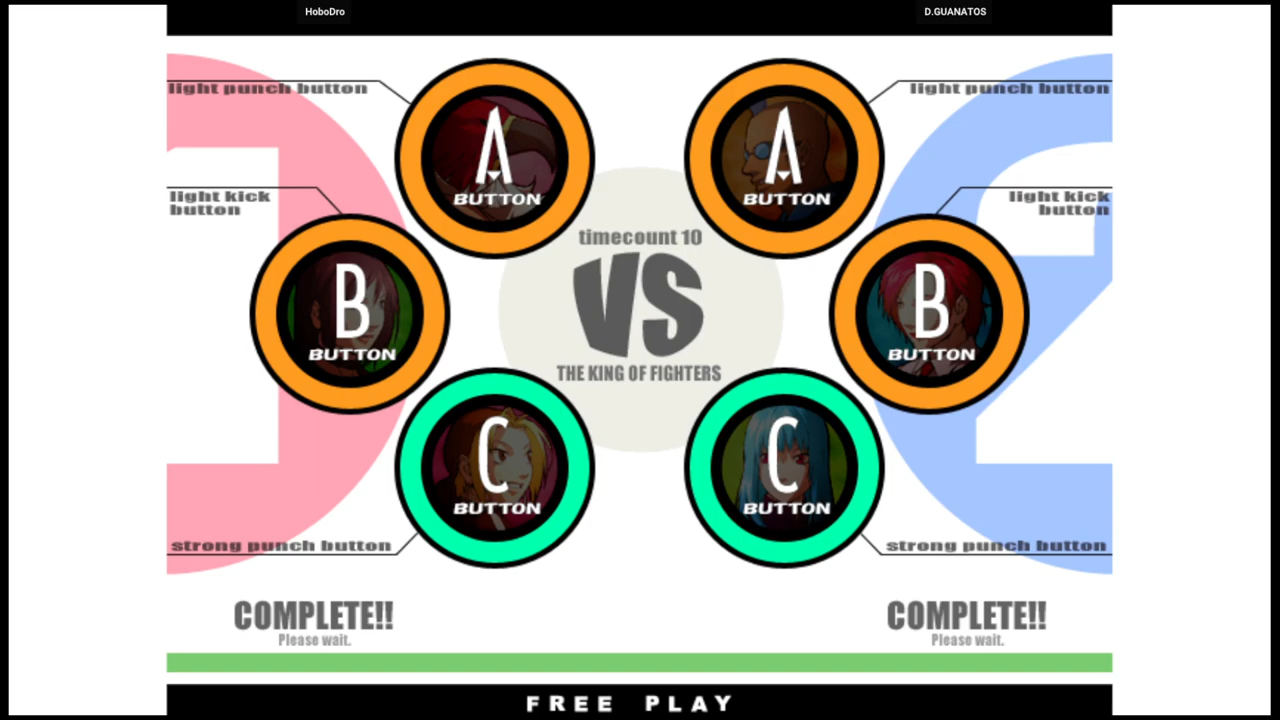 HoboDro
D.GUANATOS
light punch button
light punch button
A
BUTTON
A
BUTTON
light kick
button
light kick
button
B
BUTTON
B
BUTTON
timecount 10
VS
THE KING OF FIGHTERS
C
BUTTON
C
BUTTON
strong punch button
strong punch button
COMPLETE!!
Please wait.
COMPLETE!!
Please wait.
FREE PLAY